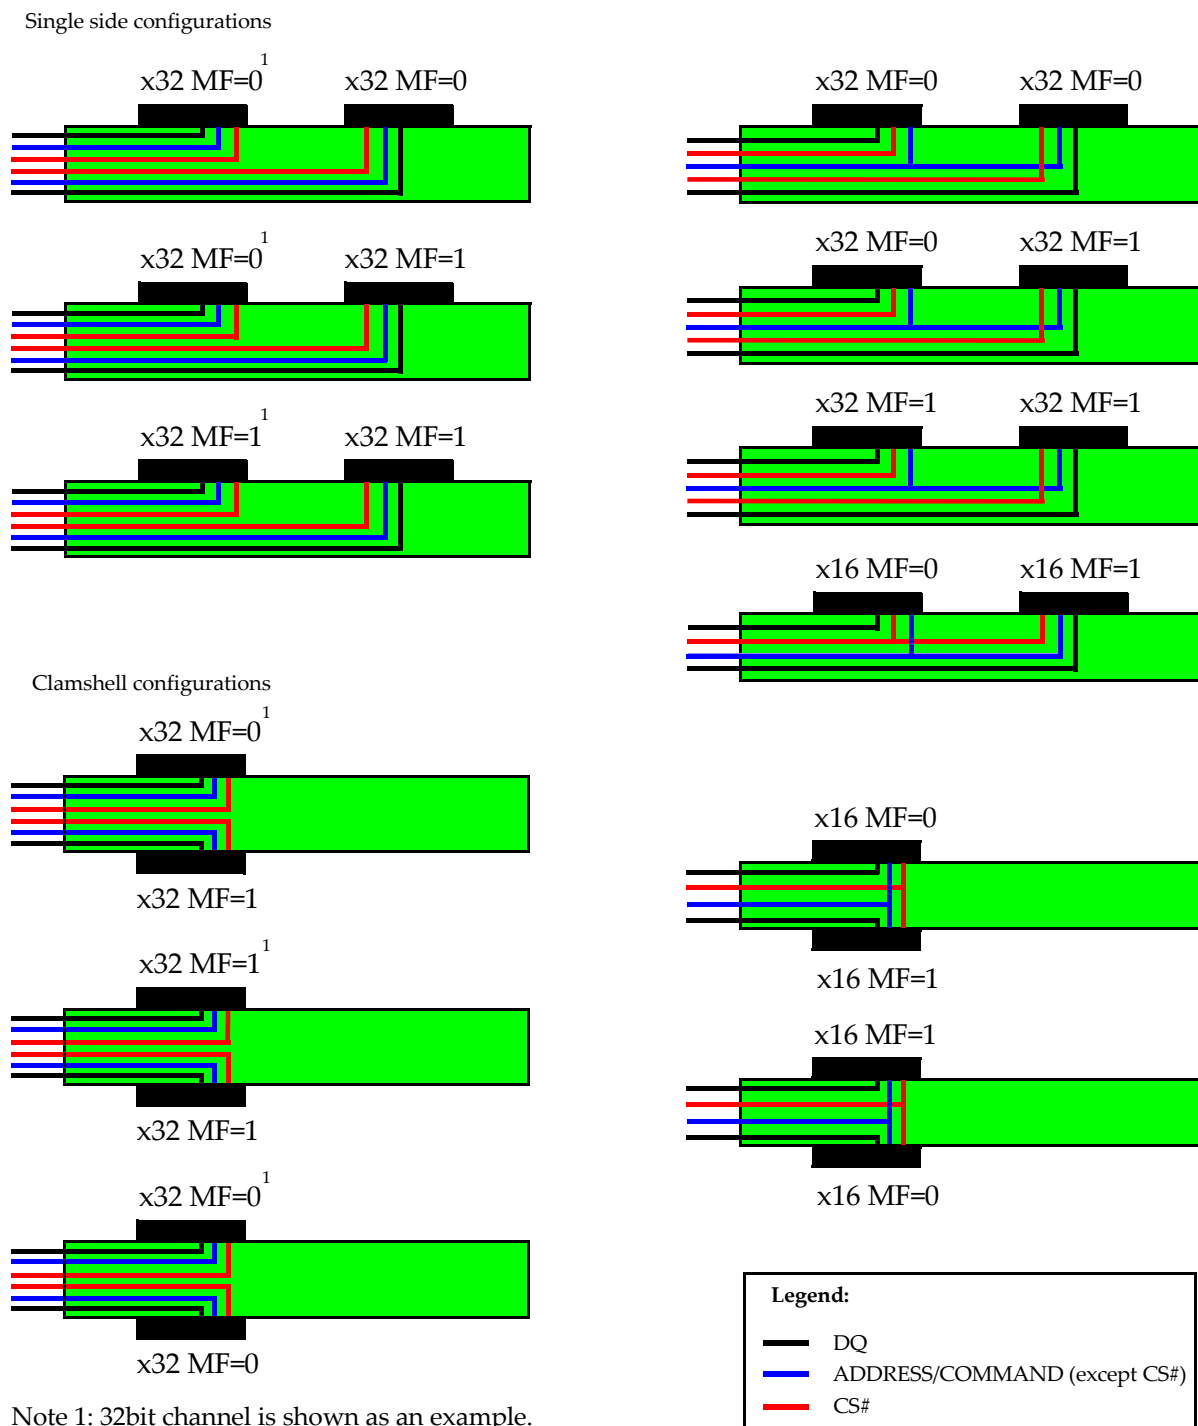 Single side configurations
x32 MF=0 1 x32 MF=0
x32 MF=0 x32 MF=0
x32 MF=0 1 x32 MF=1
x32 MF=0 x32 MF=1
x32 MF=1 1 x32 MF=1
x32 MF=1 x32 MF=1
x16 MF=0 x16 MF=1
Clamshell configurations
x32 MF=0 1
x32 MF=1
x16 MF=0
x16 MF=1
x32 MF=1 1
x32 MF=1
x16 MF=1
x16 MF=0
x32 MF=0 1
x32 MF=0
Legend:
DQ
ADDRESS/COMMAND (except CS#)
CS#
Note 1: 32bit channel is shown as an example.